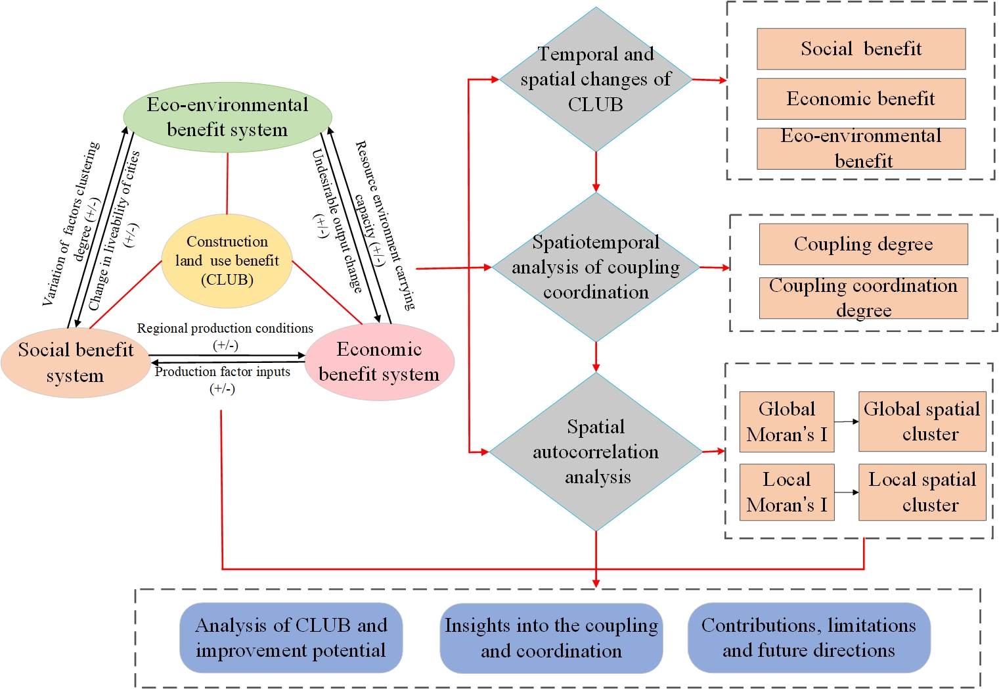 Eco-environmental
benefit system
Variation of factors clustering
degree (+/-)
Change in liveability of cities
(+/-)
Undesirable output change
(+/-)
Resource environment carrying
capacity (+/-)
Construction
land use benefit
(CLUB)
Social benefit
system
Regional production conditions
(+/-)
Production factor inputs
(+/-)
Economic
benefit system
Temporal and
spatial changes of
CLUB
Social benefit
Economic benefit
Eco-environmental
benefit
Spatiotemporal
analysis of coupling
coordination
Coupling degree
Coupling coordination
degree
Spatial
autocorrelation
analysis
Global
Moran's I
Global spatial
cluster
Local
Moran's I
Local spatial
cluster
Analysis of CLUB and
improvement potential
Insights into the coupling
and coordination
Contributions, limitations
and future directions